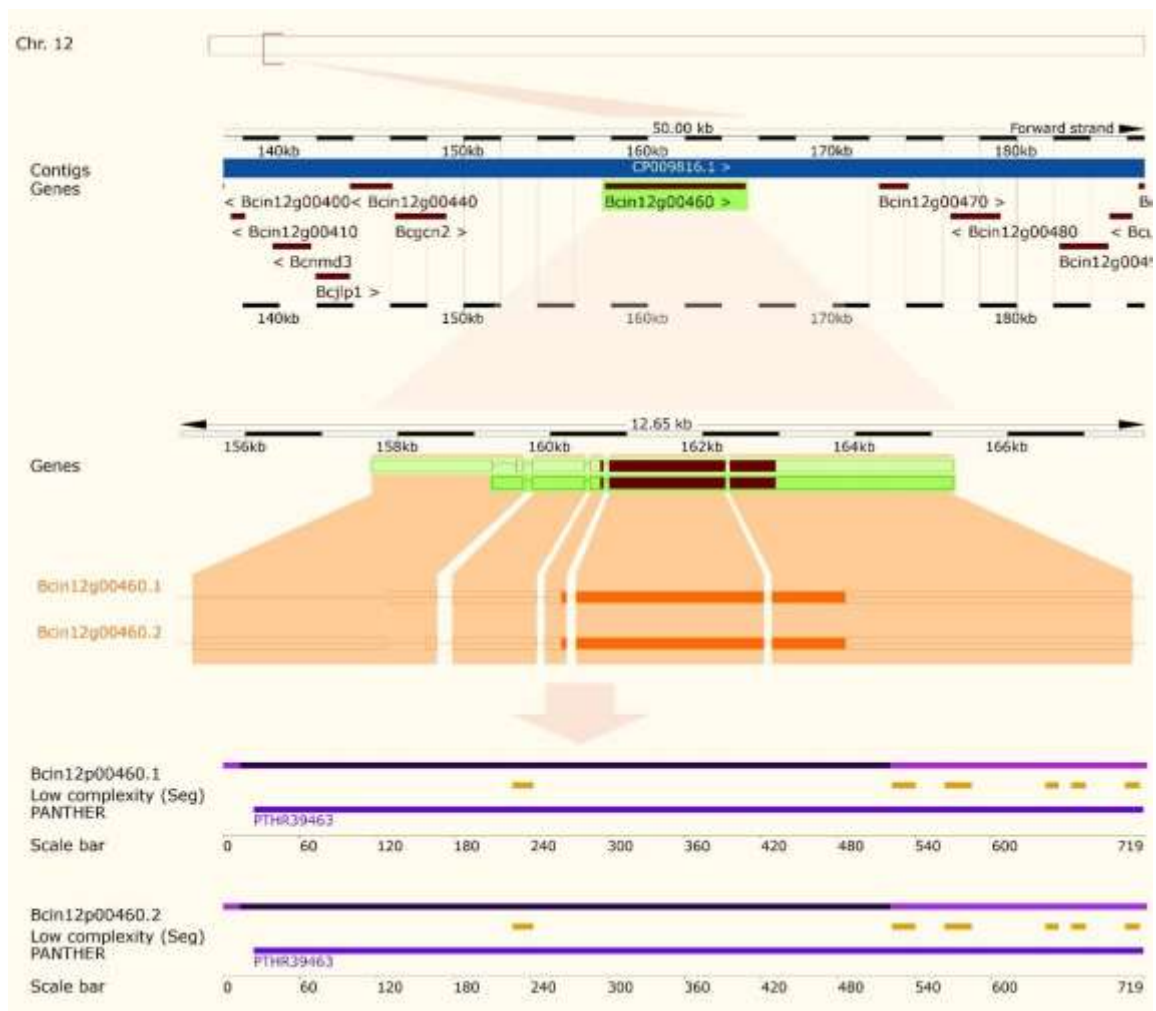 Chr. 12
50.00 kb Forward strand
140kb 150kb 160kb 170kb 180kb
Contigs CP009816.1 >
Genes
< Bcin12g00400 < Bcin12g00440 Bcin12g00460 > Bcin12g00470 >
< Bcin12g00410 Bcgcn2 > < Bcin12g00480
< Bcnmd3 Bcin12g004
Bcjlp1 >
140kb 150kb 160kb 170kb 180kb
12.65 kb
156kb 158kb 160kb 162kb 164kb 166kb
Genes
Bcin12g00460.1
Bcin12g00460.2
Bcin12p00460.1
Low complexity (Seg)
PANTHER
PTHR39463
Scale bar 0 60 120 180 240 300 360 420 480 540 600 719
Bcin12p00460.2
Low complexity (Seg)
PANTHER
PTHR39463
Scale bar 0 60 120 180 240 300 360 420 480 540 600 719